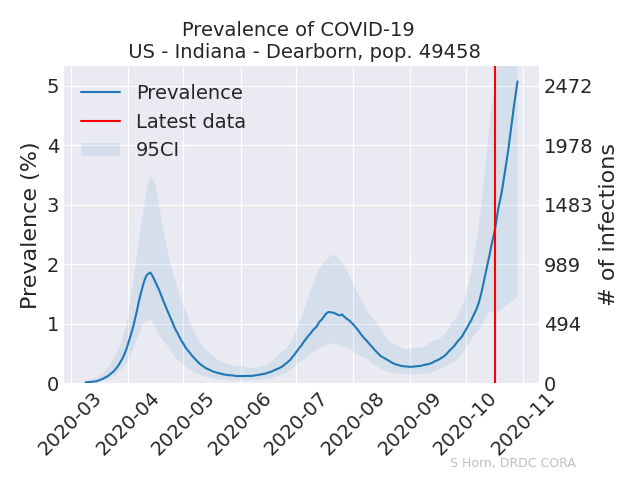 Prevalence of COVID-19
US - Indiana - Dearborn, pop. 49458
Prevalence
Latest data
95CI
Prevalence (%)
5
4
3
2
1
0
2472
1978
1483
989
494
0
# of infections
2020-03
2020-04
2020-05
2020-06
2020-07
2020-08
2020-09
2020-10
2020-11
S Horn, DRDC CORA